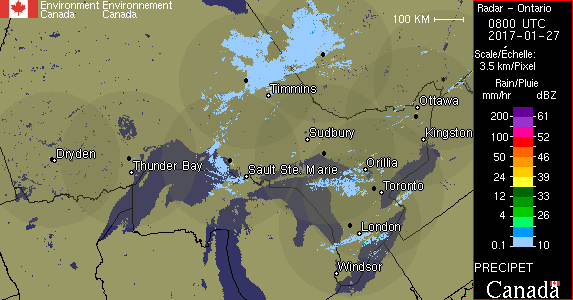 Environment Environnement
Canada Canada
100 KM
Timmins
Ottawa
Sudbury
Kingston
Dryden
Thunder Bay
Sault Ste. Marie
Orillia
Toronto
London
Windsor
Radar - Ontario
0800 UTC
2017-01-27
Scale/Échelle:
3.5 km/Pixel
Rain/Pluie
mm/hr dBZ
200 61
100 52
50 46
24 39
12 33
4 26
0.1 10
PRECIPET
Canada